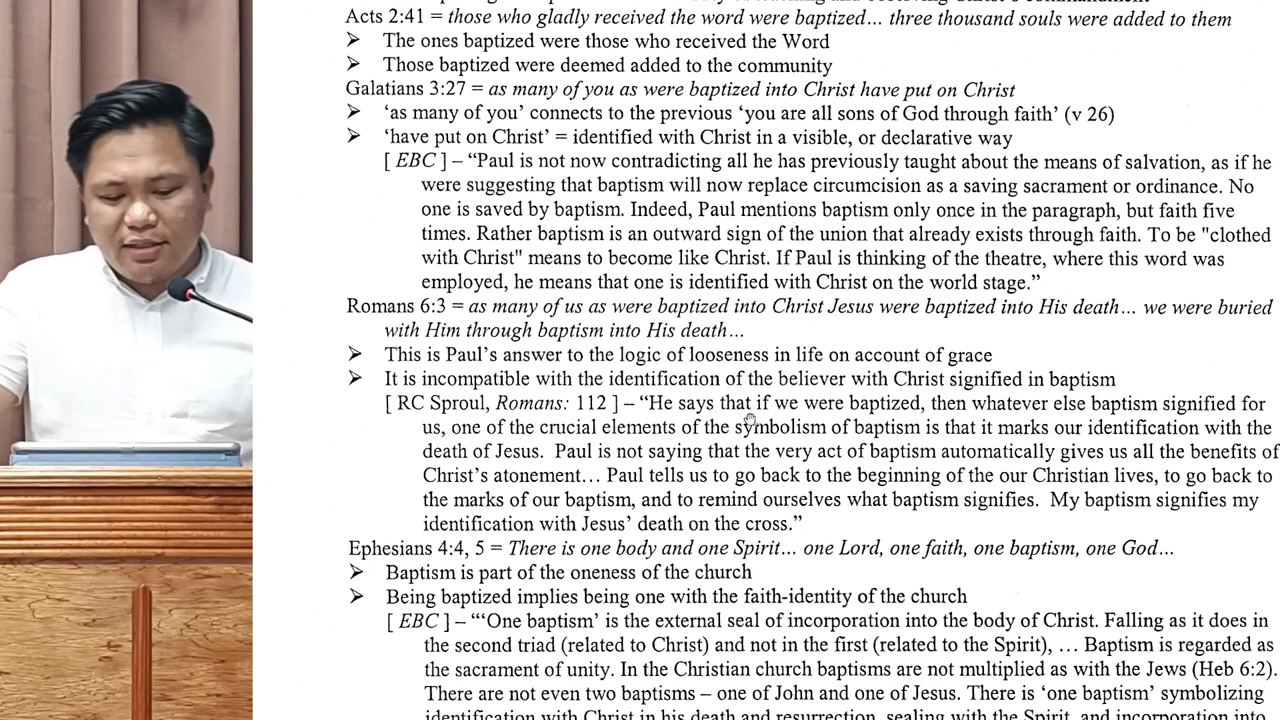 Acts 2:41 = those who gladly received the word were baptized… three thousand souls were added to them
➢ The ones baptized were those who received the Word
➢ Those baptized were deemed added to the community
Galatians 3:27 = as many of you as were baptized into Christ have put on Christ
➢ ‘as many of you’ connects to the previous ‘you are all sons of God through faith’ (v 26)
➢ ‘have put on Christ’ = identified with Christ in a visible, or declarative way
[ EBC ] – “Paul is not now contradicting all he has previously taught about the means of salvation, as if he
were suggesting that baptism will now replace circumcision as a saving sacrament or ordinance. No
one is saved by baptism. Indeed, Paul mentions baptism only once in the paragraph, but faith five
times. Rather baptism is an outward sign of the union that already exists through faith. To be "clothed
with Christ" means to become like Christ. If Paul is thinking of the theatre, where this word was
employed, he means that one is identified with Christ on the world stage.”
Romans 6:3 = as many of us as were baptized into Christ Jesus were baptized into His death… we were buried
with Him through baptism into His death…
➢ This is Paul’s answer to the logic of looseness in life on account of grace
➢ It is incompatible with the identification of the believer with Christ signified in baptism
[ RC Sproul, Romans: 112 ] – “He says that if we were baptized, then whatever else baptism signified for
us, one of the crucial elements of the symbolism of baptism is that it marks our identification with the
death of Jesus. Paul is not saying that the very act of baptism automatically gives us all the benefits of
Christ’s atonement… Paul tells us to go back to the beginning of the our Christian lives, to go back to
the marks of our baptism, and to remind ourselves what baptism signifies. My baptism signifies my
identification with Jesus’ death on the cross.”
Ephesians 4:4, 5 = There is one body and one Spirit… one Lord, one faith, one baptism, one God…
➢ Baptism is part of the oneness of the church
➢ Being baptized implies being one with the faith-identity of the church
[ EBC ] – “‘One baptism’ is the external seal of incorporation into the body of Christ. Falling as it does in
the second triad (related to Christ) and not in the first (related to the Spirit), … Baptism is regarded as
the sacrament of unity. In the Christian church baptisms are not multiplied as with the Jews (Heb 6:2).
There are not even two baptisms – one of John and one of Jesus. There is ‘one baptism’ symbolizing
identification with Christ in his death and resurrection, sealing with the Spirit, and incorporation into